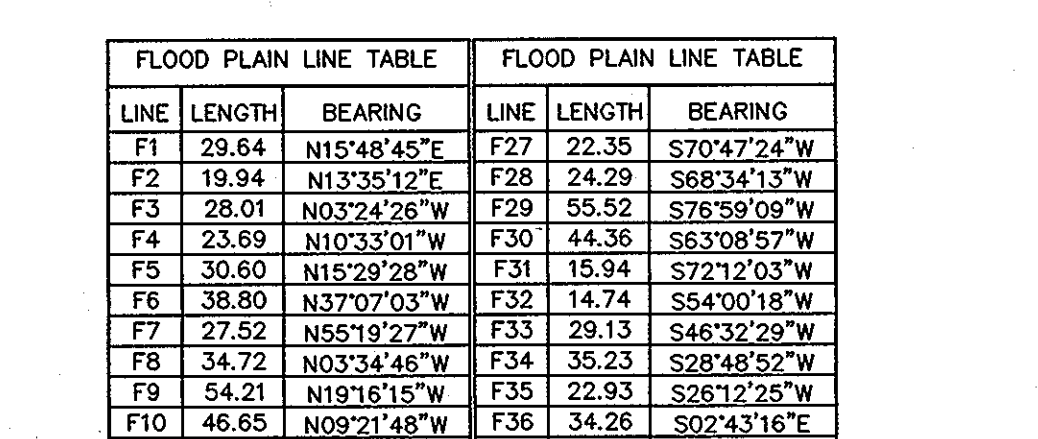 FLOOD PLAIN LINE TABLE FLOOD PLAIN LINE TABLE
LINE LENGTH BEARING LINE LENGTH BEARING
F1 29.64 N15°48'45"E F27 22.35 S70°47'24"W
F2 19.94 N13°35'12"E F28 24.29 S68°34'13"W
F3 28.01 N03°24'26"W F29 55.52 S76°59'09"W
F4 23.69 N10°33'01"W F30 44.36 S63°08'57"W
F5 30.60 N15°29'28"W F31 15.94 S72°12'03"W
F6 38.80 N37°07'03"W F32 14.74 S54°00'18"W
F7 27.52 N55°19'27"W F33 29.13 S46°32'29"W
F8 34.72 N03°34'46"W F34 35.23 S28°48'52"W
F9 54.21 N19°16'15"W F35 22.93 S26°12'25"W
F10 46.65 N09°21'48"W F36 34.26 S02°43'16"E